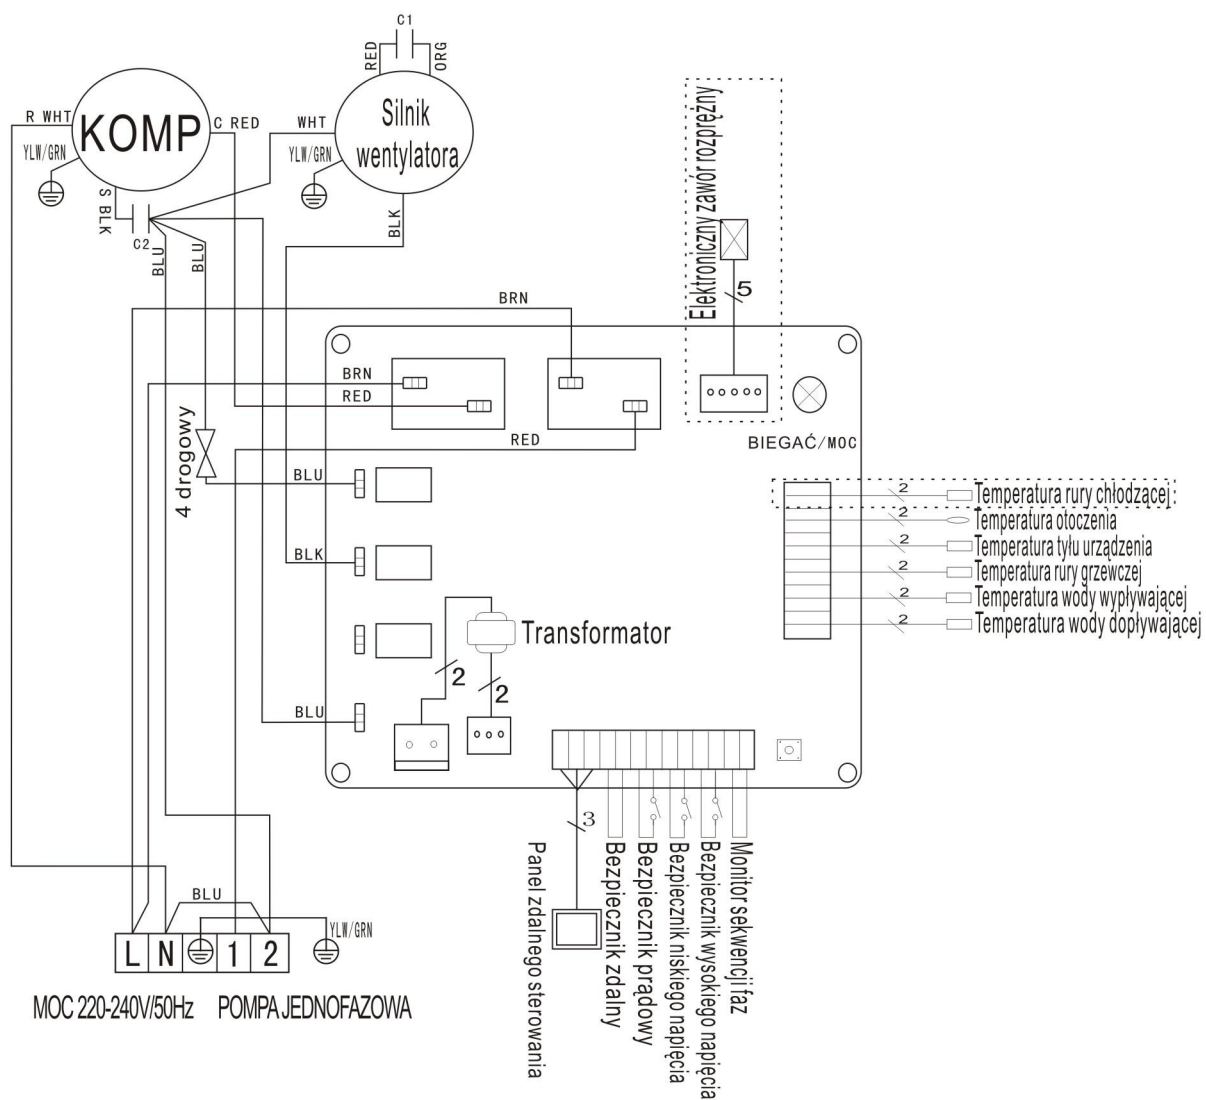 C1
RED
ORG
R WHT
KOMP
C RED
WHT
Silnik
wentylatora
YLW/GRN
YLW/GRN
S BLK
C2
BLU
BLU
BLK
Elektroniczny zawór rozprężny
5
BRN
BRN
RED
RED
BIEGAĆ/MOC
4 drogowy
BLU
BLK
BLU
2
Temperatura rury chłodzącej
2
Temperatura otoczenia
2
Temperatura tyłu urządzenia
2
Temperatura rury grzewczej
2
Temperatura wody wypływającej
2
Temperatura wody dopływającej
Transformator
2
2
3
Panel zdalnego sterowania
Bezpiecznik zdalny
Bezpiecznik prądowy
Bezpiecznik niskiego napięcia
Bezpiecznik wysokiego napięcia
Monitor sekwencji faz
BLU
YLW/GRN
L N 1 2
MOC 220-240V/50Hz POMPA JEDNOFAZOWA